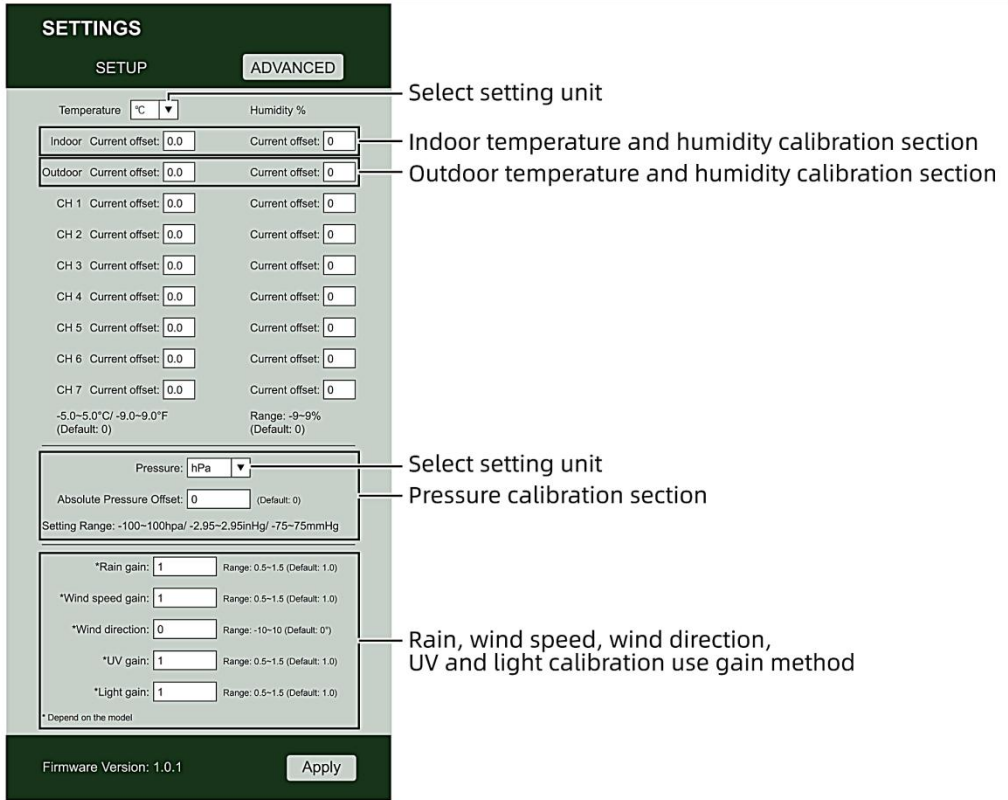 SETTINGS
SETUP ADVANCED
Temperature °C ▼ Humidity % Select setting unit
Indoor Current offset: 0.0 Current offset: 0 Indoor temperature and humidity calibration section
Outdoor Current offset: 0.0 Current offset: 0 Outdoor temperature and humidity calibration section
CH 1 Current offset: 0.0 Current offset: 0
CH 2 Current offset: 0.0 Current offset: 0
CH 3 Current offset: 0.0 Current offset: 0
CH 4 Current offset: 0.0 Current offset: 0
CH 5 Current offset: 0.0 Current offset: 0
CH 6 Current offset: 0.0 Current offset: 0
CH 7 Current offset: 0.0 Current offset: 0
-5.0~5.0°C/ -9.0~9.0°F Range: -9~9%
(Default: 0) (Default: 0)
Pressure: hPa ▼ Select setting unit
Absolute Pressure Offset: 0 (Default: 0) Pressure calibration section
Setting Range: -100~100hpa/ -2.95~2.95inHg/ -75~75mmHg
*Rain gain: 1 Range: 0.5~1.5 (Default: 1.0)
*Wind speed gain: 1 Range: 0.5~1.5 (Default: 1.0)
*Wind direction: 0 Range: -10~10 (Default: 0°)
Rain, wind speed, wind direction,
UV and light calibration use gain method
*UV gain: 1 Range: 0.5~1.5 (Default: 1.0)
*Light gain: 1 Range: 0.5~1.5 (Default: 1.0)
* Depend on the model
Firmware Version: 1.0.1 Apply